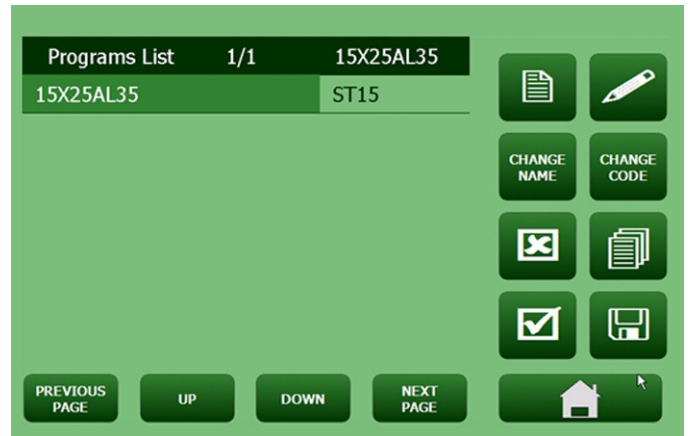 Programs List 1/1 15X25AL35
15X25AL35 ST15
CHANGE
NAME
CHANGE
CODE
PREVIOUS
PAGE
UP
DOWN
NEXT
PAGE